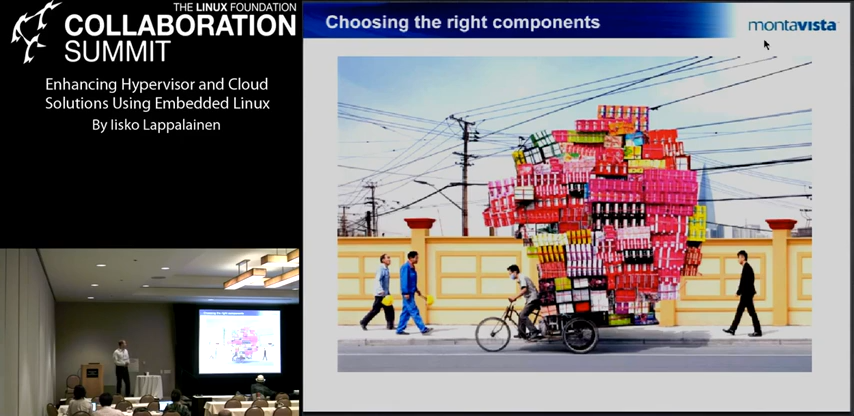 THE LINUX FOUNDATION
COLLABORATION
SUMMIT
Enhancing Hypervisor and Cloud
Solutions Using Embedded Linux
By Iisko Lappalainen
Choosing the right components
montavista